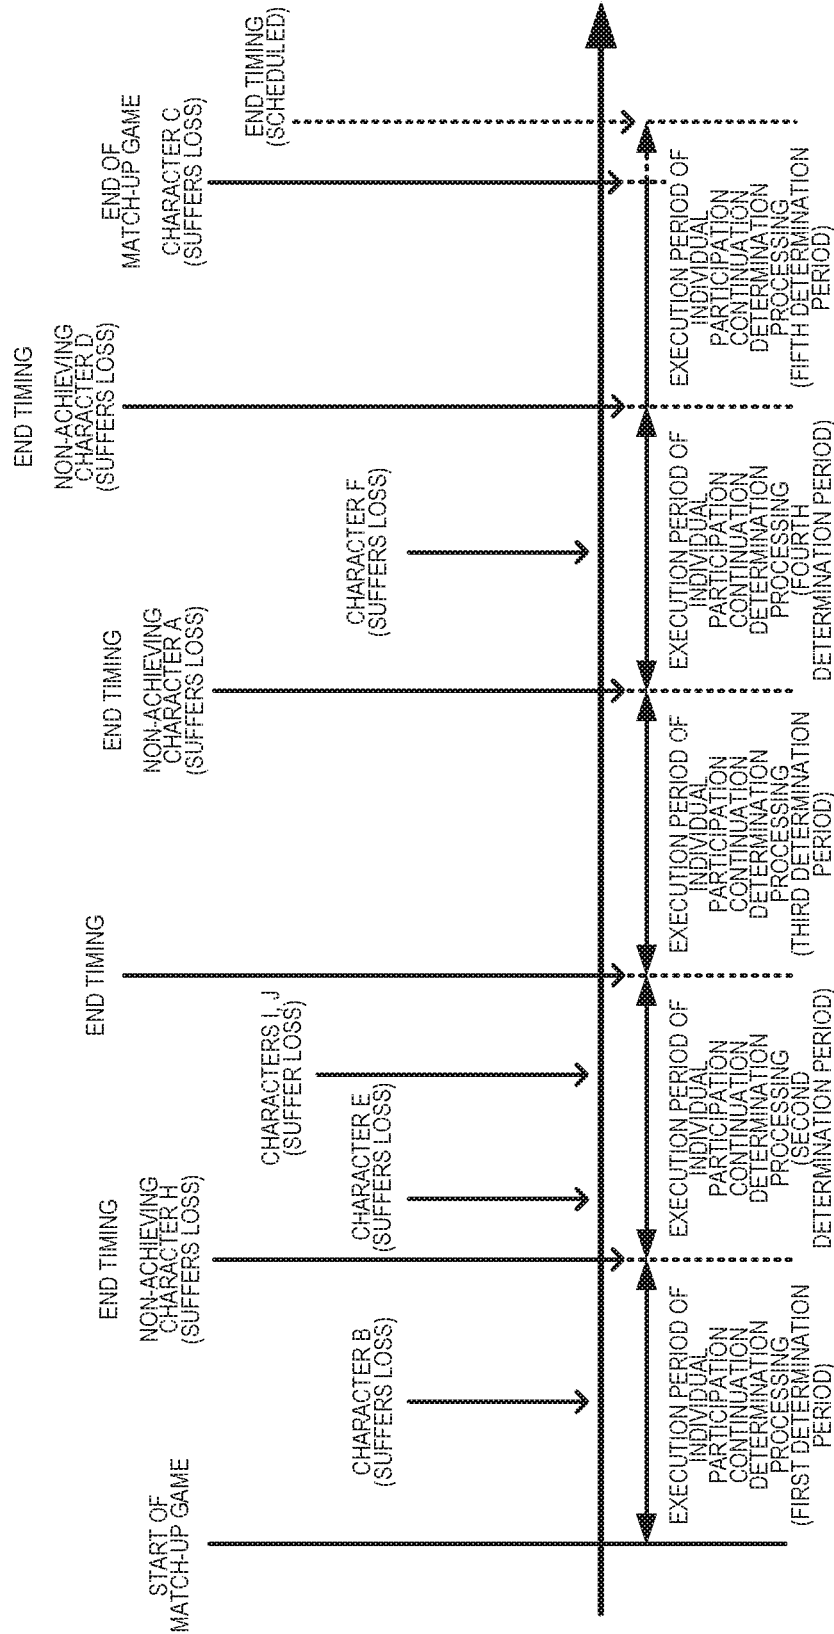 START OF
MATCH-UP GAME
CHARACTER B
(SUFFERS LOSS)
END TIMING
NON-ACHIEVING
CHARACTER H
(SUFFERS LOSS)
CHARACTER E
(SUFFERS LOSS)
CHARACTERS I, J
(SUFFER LOSS)
END TIMING
END TIMING
NON-ACHIEVING
CHARACTER A
(SUFFERS LOSS)
CHARACTER F
(SUFFERS LOSS)
END TIMING
NON-ACHIEVING
CHARACTER D
(SUFFERS LOSS)
END OF
MATCH-UP GAME
CHARACTER C
(SUFFERS LOSS)
END TIMING
(SCHEDULED)
EXECUTION PERIOD OF
INDIVIDUAL
PARTICIPATION
CONTINUATION
DETERMINATION
PROCESSING
(FIRST DETERMINATION
PERIOD)
EXECUTION PERIOD OF
INDIVIDUAL
PARTICIPATION
CONTINUATION
DETERMINATION
PROCESSING
(SECOND
DETERMINATION PERIOD)
EXECUTION PERIOD OF
INDIVIDUAL
PARTICIPATION
CONTINUATION
DETERMINATION
PROCESSING
(THIRD DETERMINATION
PERIOD)
EXECUTION PERIOD OF
INDIVIDUAL
PARTICIPATION
CONTINUATION
DETERMINATION
PROCESSING
(FOURTH
DETERMINATION PERIOD)
EXECUTION PERIOD OF
INDIVIDUAL
PARTICIPATION
CONTINUATION
DETERMINATION
PROCESSING
(FIFTH DETERMINATION
PERIOD)